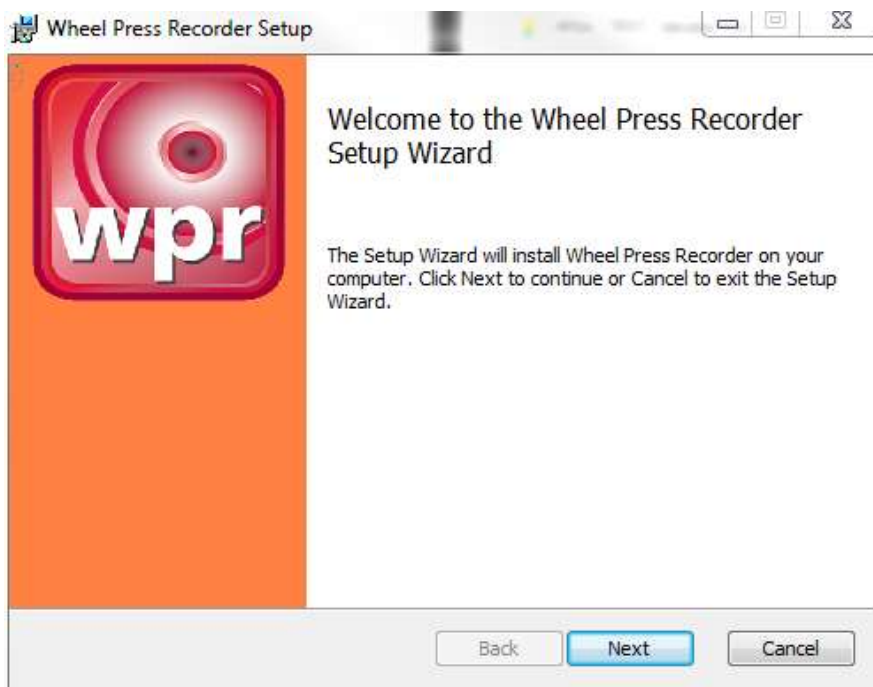 Wheel Press Recorder Setup
wpr
Welcome to the Wheel Press Recorder
Setup Wizard
The Setup Wizard will install Wheel Press Recorder on your
computer. Click Next to continue or Cancel to exit the Setup
Wizard.
Back
Next
Cancel